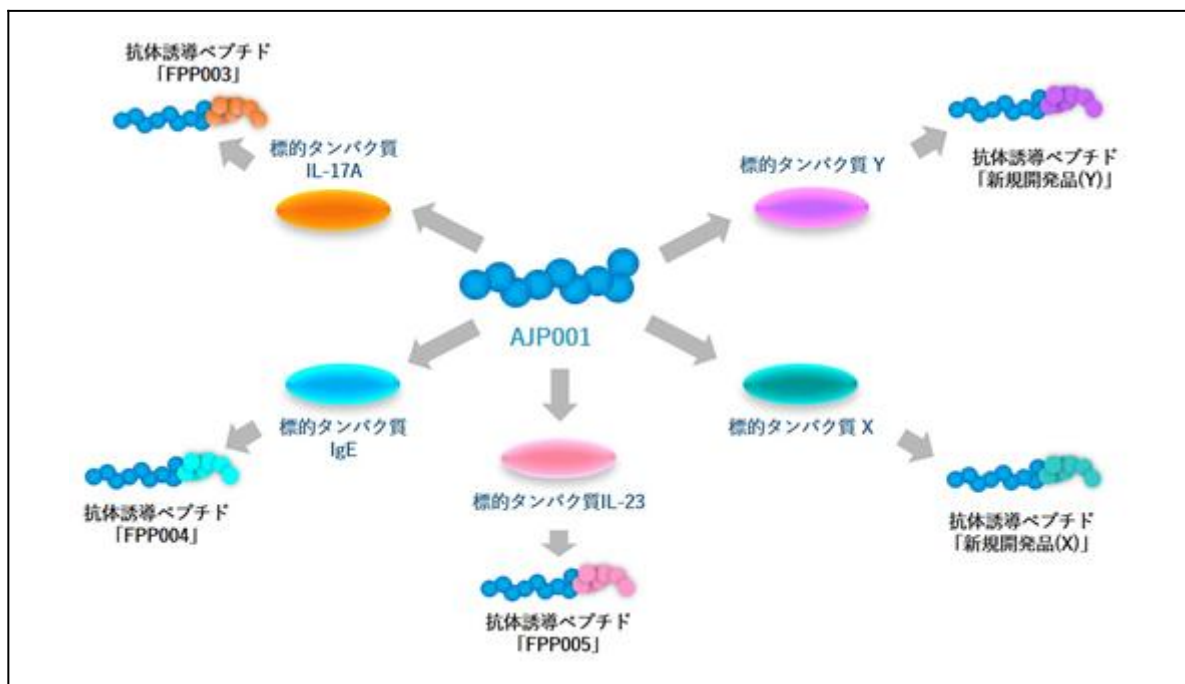 抗体誘導ペプチド
「FPP003」
標的タンパク質
IL-17A
標的タンパク質 Y
抗体誘導ペプチド
「新規開発品(Y)」
AJP001
標的タンパク質
IgE
標的タンパク質 X
標的タンパク質IL-23
抗体誘導ペプチド
「FPP004」
抗体誘導ペプチド
「新規開発品(X)」
抗体誘導ペプチド
「FPP005」